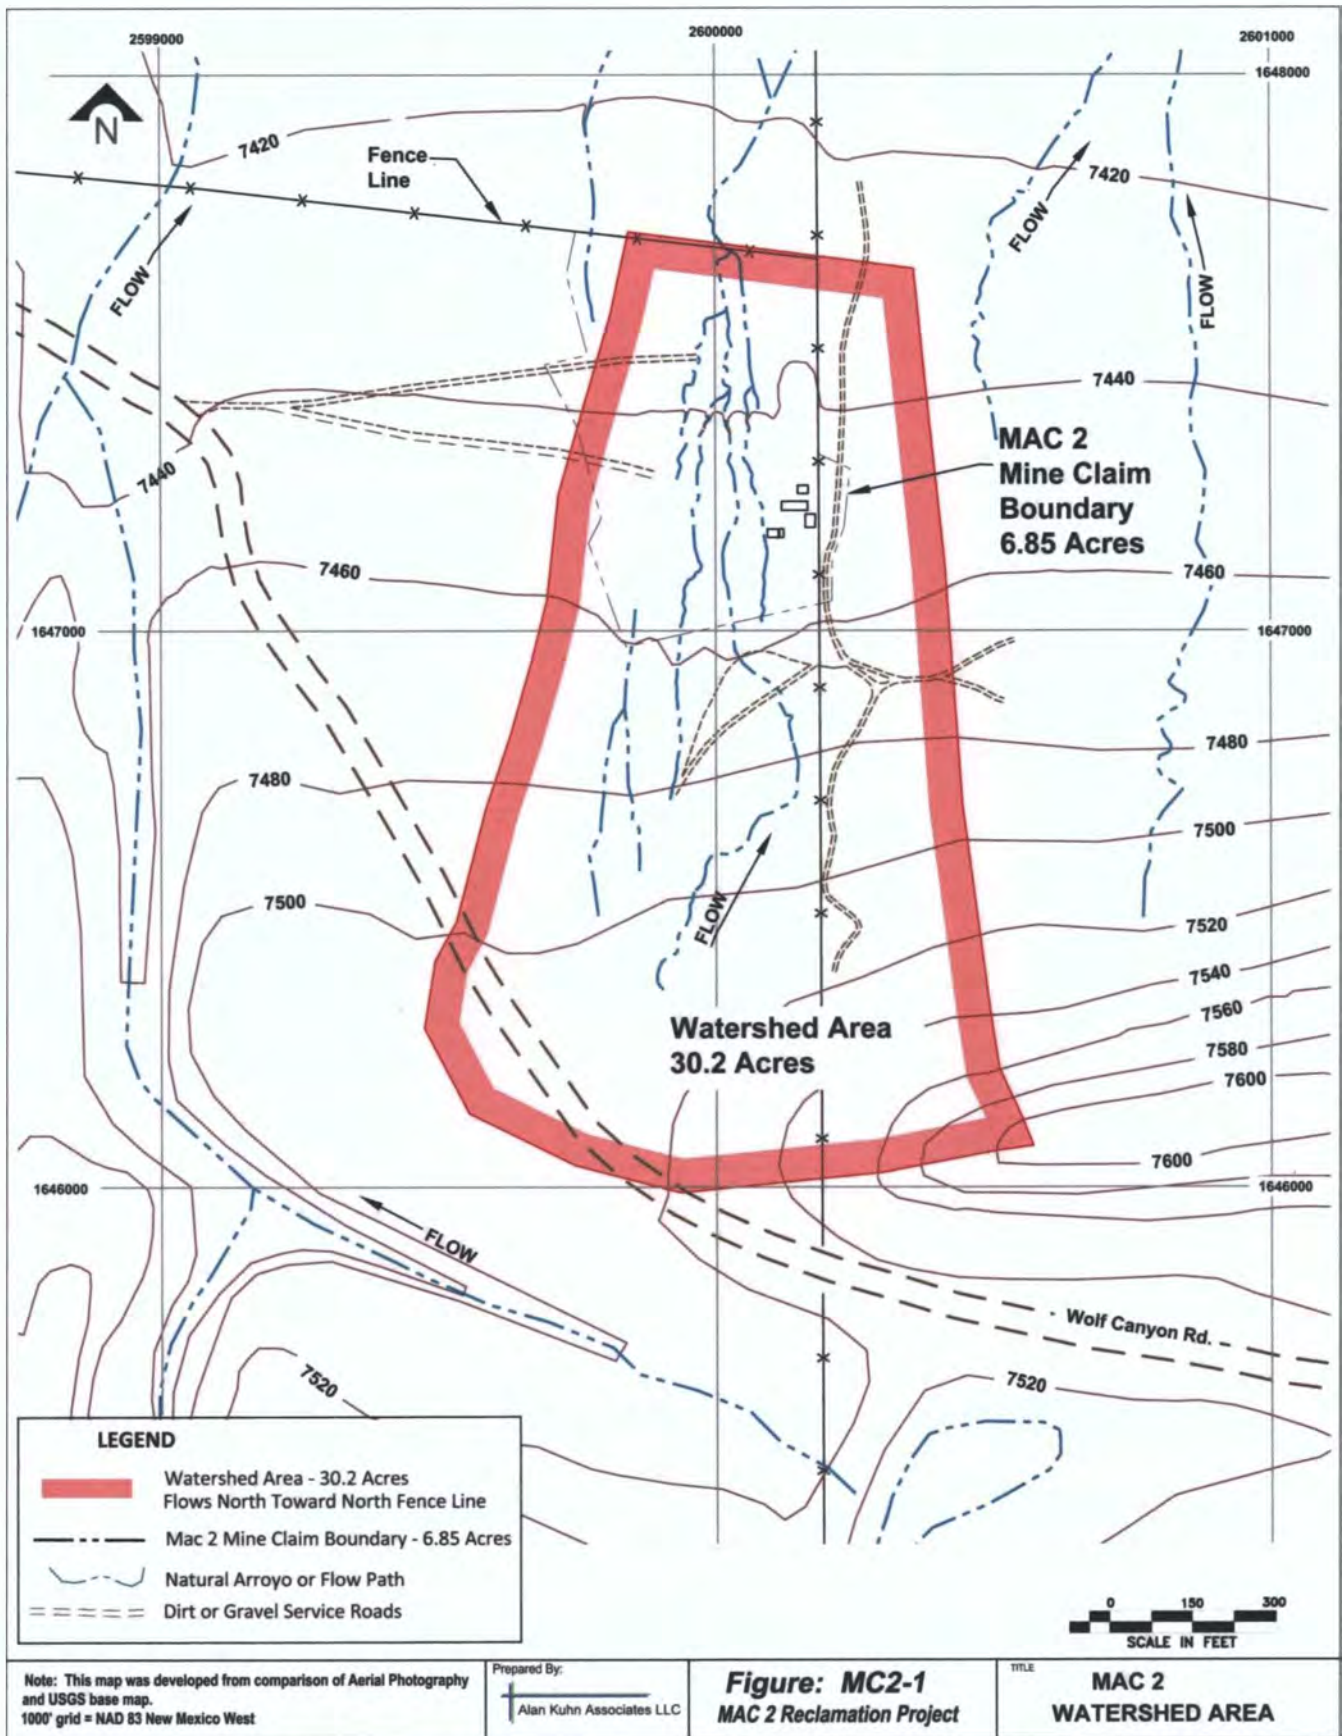 2599000
2600000
2601000
1648000
N
7420
Fence
Line
7420
FLOW
FLOW
FLOW
7440
MAC 2
Mine Claim
Boundary
6.85 Acres
7440
7460
7460
1647000
1647000
7480
7480
7500
7500
FLOW
7520
7540
7560
7580
7600
Watershed Area
30.2 Acres
7600
1646000
1646000
FLOW
Wolf Canyon Rd.
7520
7520
LEGEND
Watershed Area - 30.2 Acres
Flows North Toward North Fence Line
Mac 2 Mine Claim Boundary - 6.85 Acres
Natural Arroyo or Flow Path
Dirt or Gravel Service Roads
0 150 300
SCALE IN FEET
Note: This map was developed from comparison of Aerial Photography
and USGS base map.
1000' grid = NAD 83 New Mexico West
Prepared By:
Alan Kuhn Associates LLC
Figure: MC2-1
MAC 2 Reclamation Project
TITLE
MAC 2
WATERSHED AREA